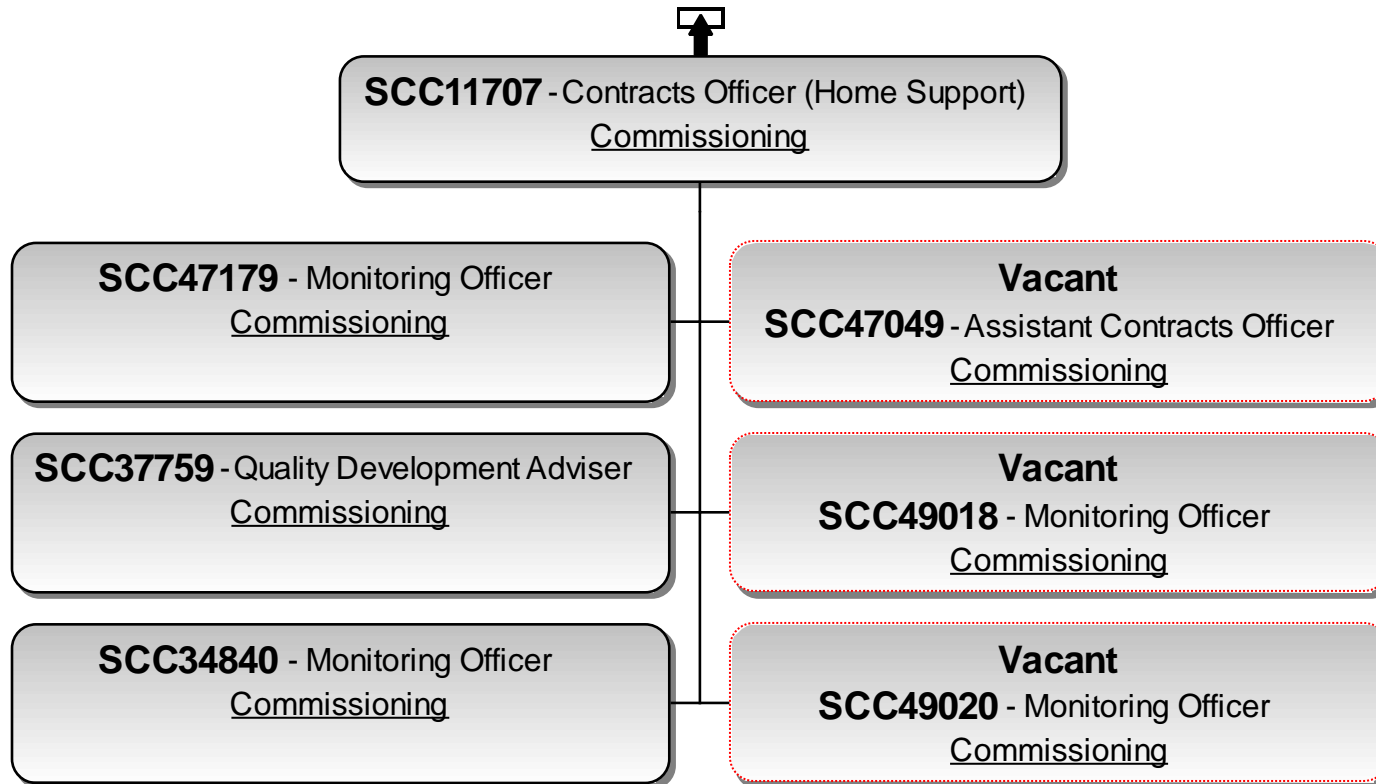 SCC11707 - Contracts Officer (Home Support)
Commissioning
SCC47179 - Monitoring Officer
Commissioning
Vacant
SCC47049 - Assistant Contracts Officer
Commissioning
SCC37759 - Quality Development Adviser
Commissioning
Vacant
SCC49018 - Monitoring Officer
Commissioning
SCC34840 - Monitoring Officer
Commissioning
Vacant
SCC49020 - Monitoring Officer
Commissioning